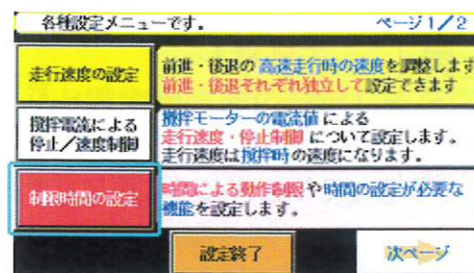 各種設定メニューです。
ページ1/2
走行速度の設定
前進・後退の 高速走行時の速度を調整します
前進・後退それぞれ独立して設定できます
撹拌電流による
停止/速度制御
撹拌モーターの電流値 による
走行速度・停止制御 について設定します。
走行速度は撹拌時 の速度になります。
制限時間の設定
時間による動作制限 や時間の設定が必要な
機能を設定します。
設定終了
次ページ